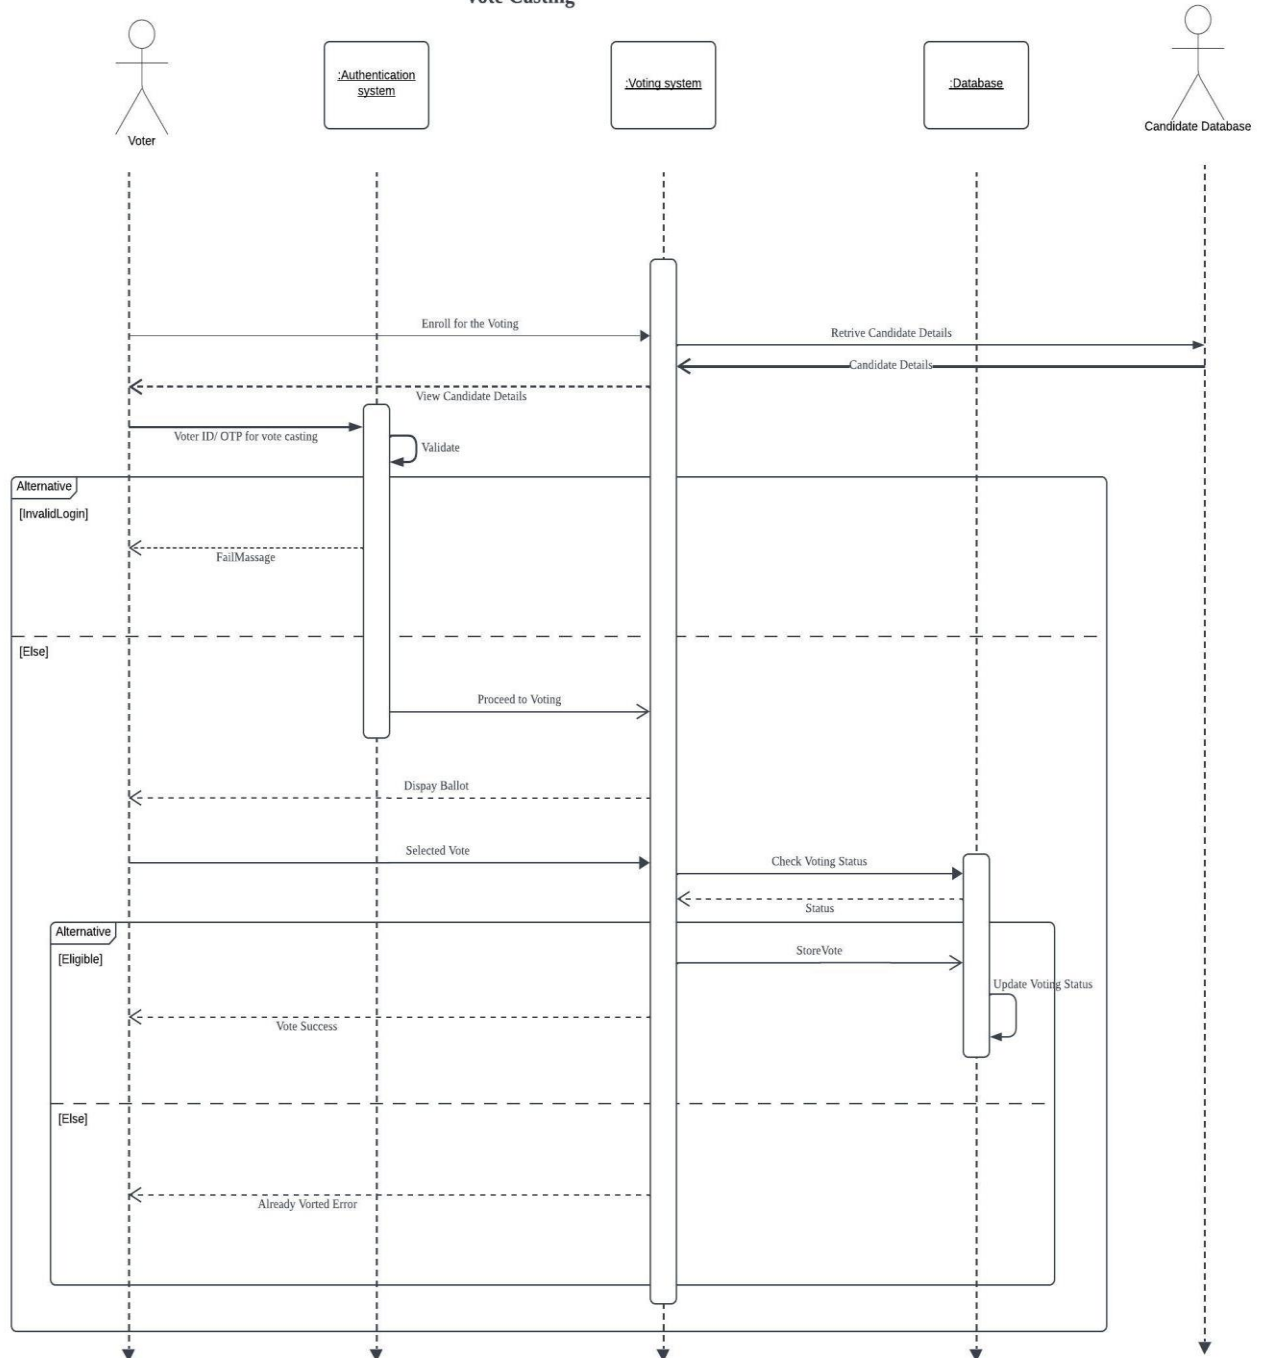 Vote Casting
:Authentication
system
:Voting system
:Database
Voter
Candidate Database
Enroll for the Voting
Retrive Candidate Details
Candidate Details
View Candidate Details
Voter ID/ OTP for vote casting
Validate
Alternative
[InvalidLogin]
FailMassage
[Else]
Proceed to Voting
Dispay Ballot
Selected Vote
Check Voting Status
Status
Alternative
[Eligible]
StoreVote
Update Voting Status
Vote Success
[Else]
Already Vorted Error